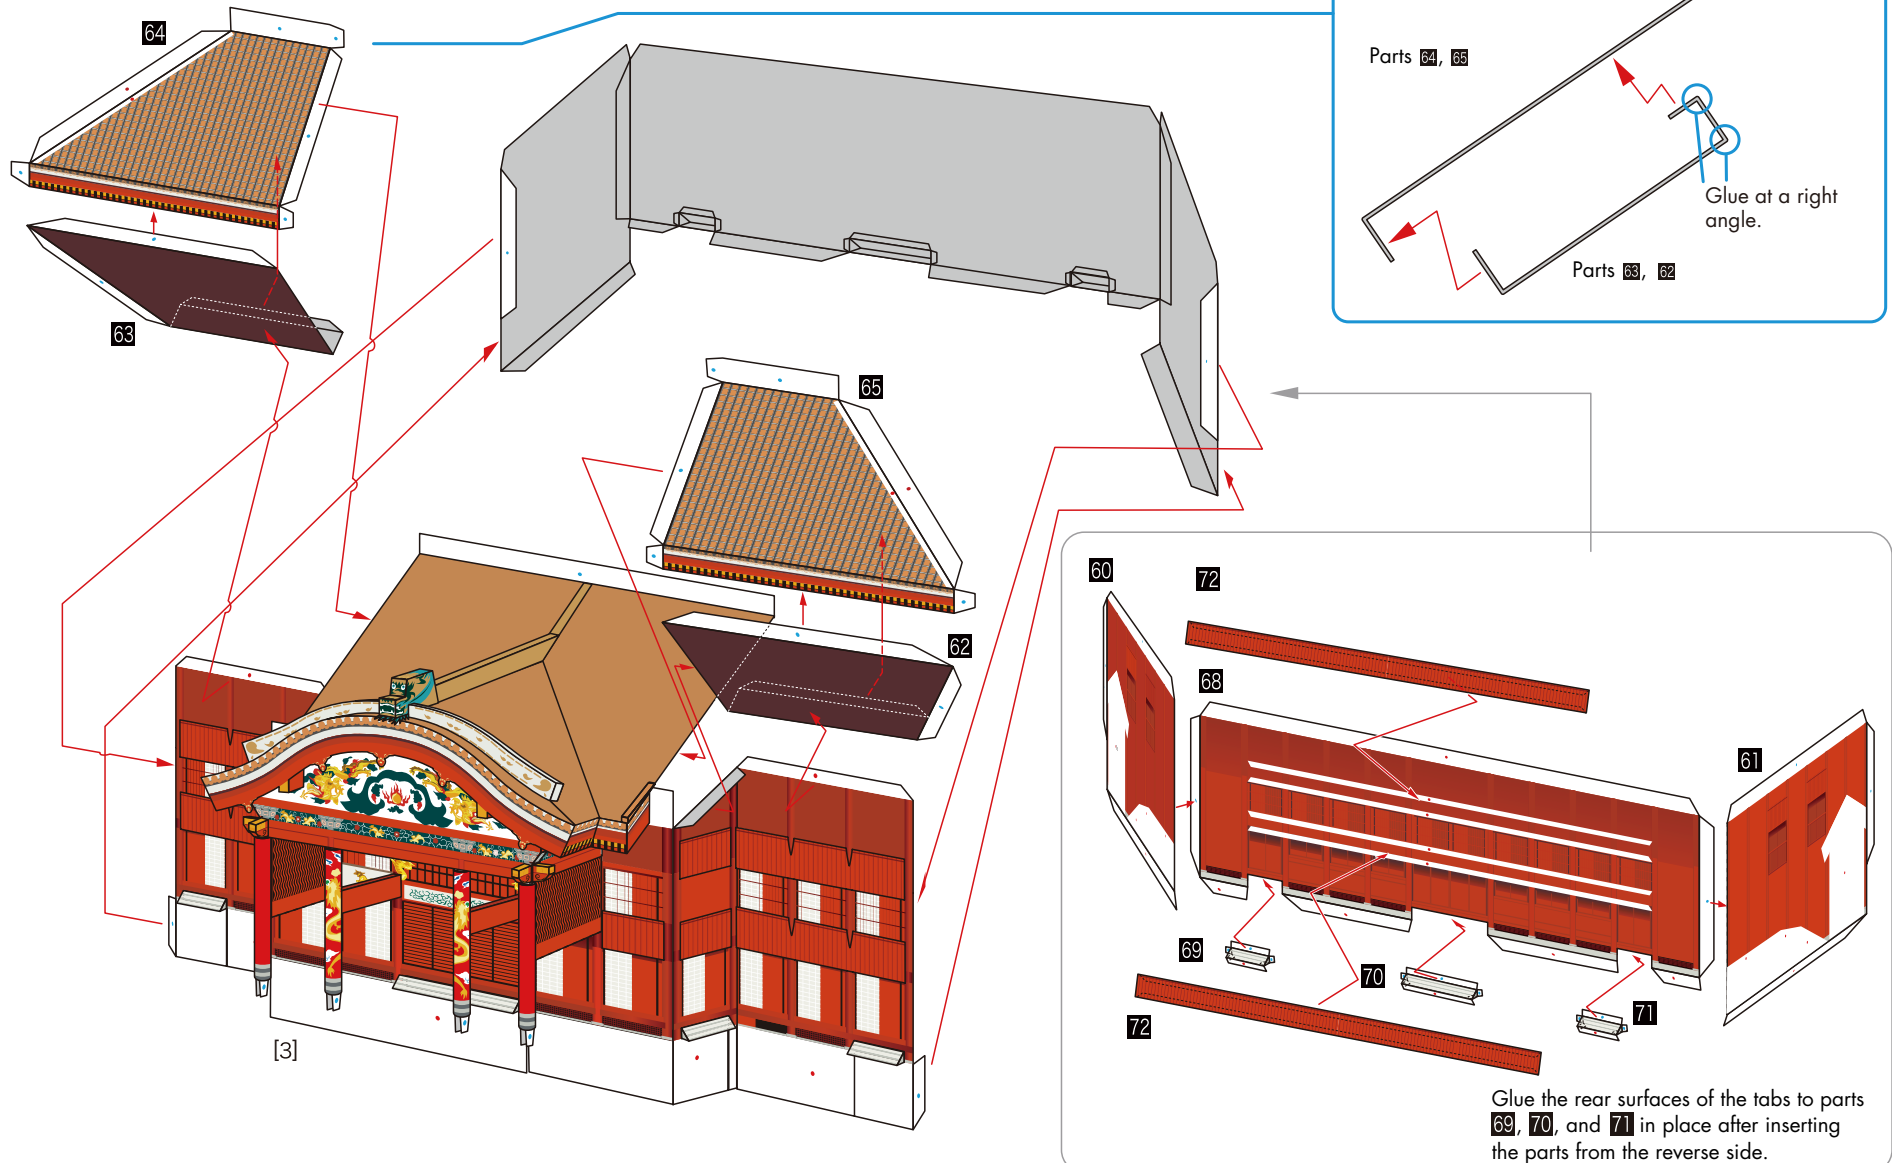 64
Parts 64, 65
Glue at a right
angle.
Parts 63, 62
63
65
62
60
72
68
61
69
70
71
72
[3]
Glue the rear surfaces of the tabs to parts
69, 70, and 71 in place after inserting
the parts from the reverse side.